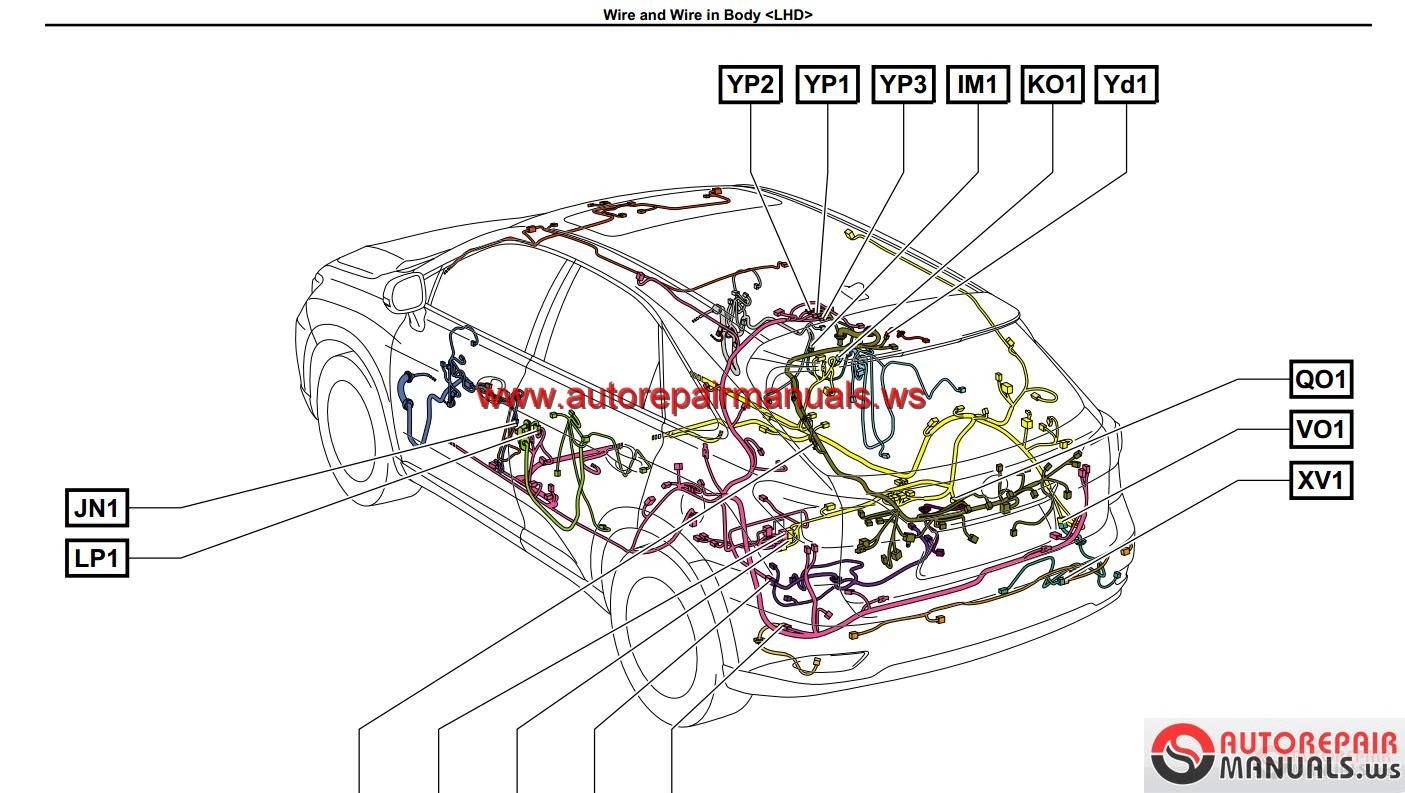 Wire and Wire in Body <LHD>
YP2 YP1 YP3 IM1 KO1 Yd1
www.autorepairmanuals.ws
QO1
VO1
XV1
JN1
LP1
AUTOREPAIR
MANUALS.ws